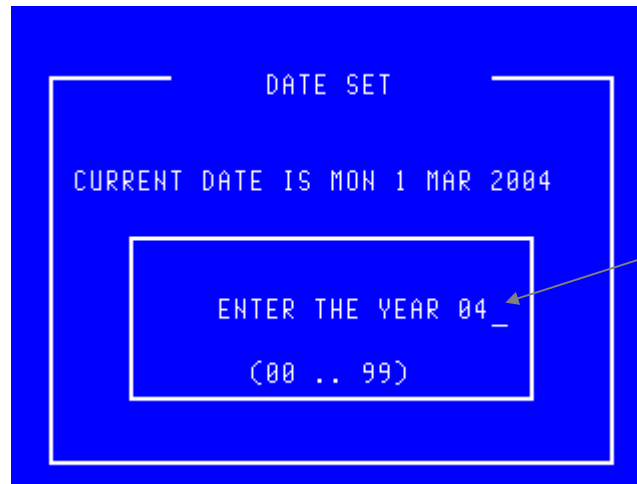 DATE SET
CURRENT DATE IS MON 1 MAR 2004
ENTER THE YEAR 04_
(00 .. 99)